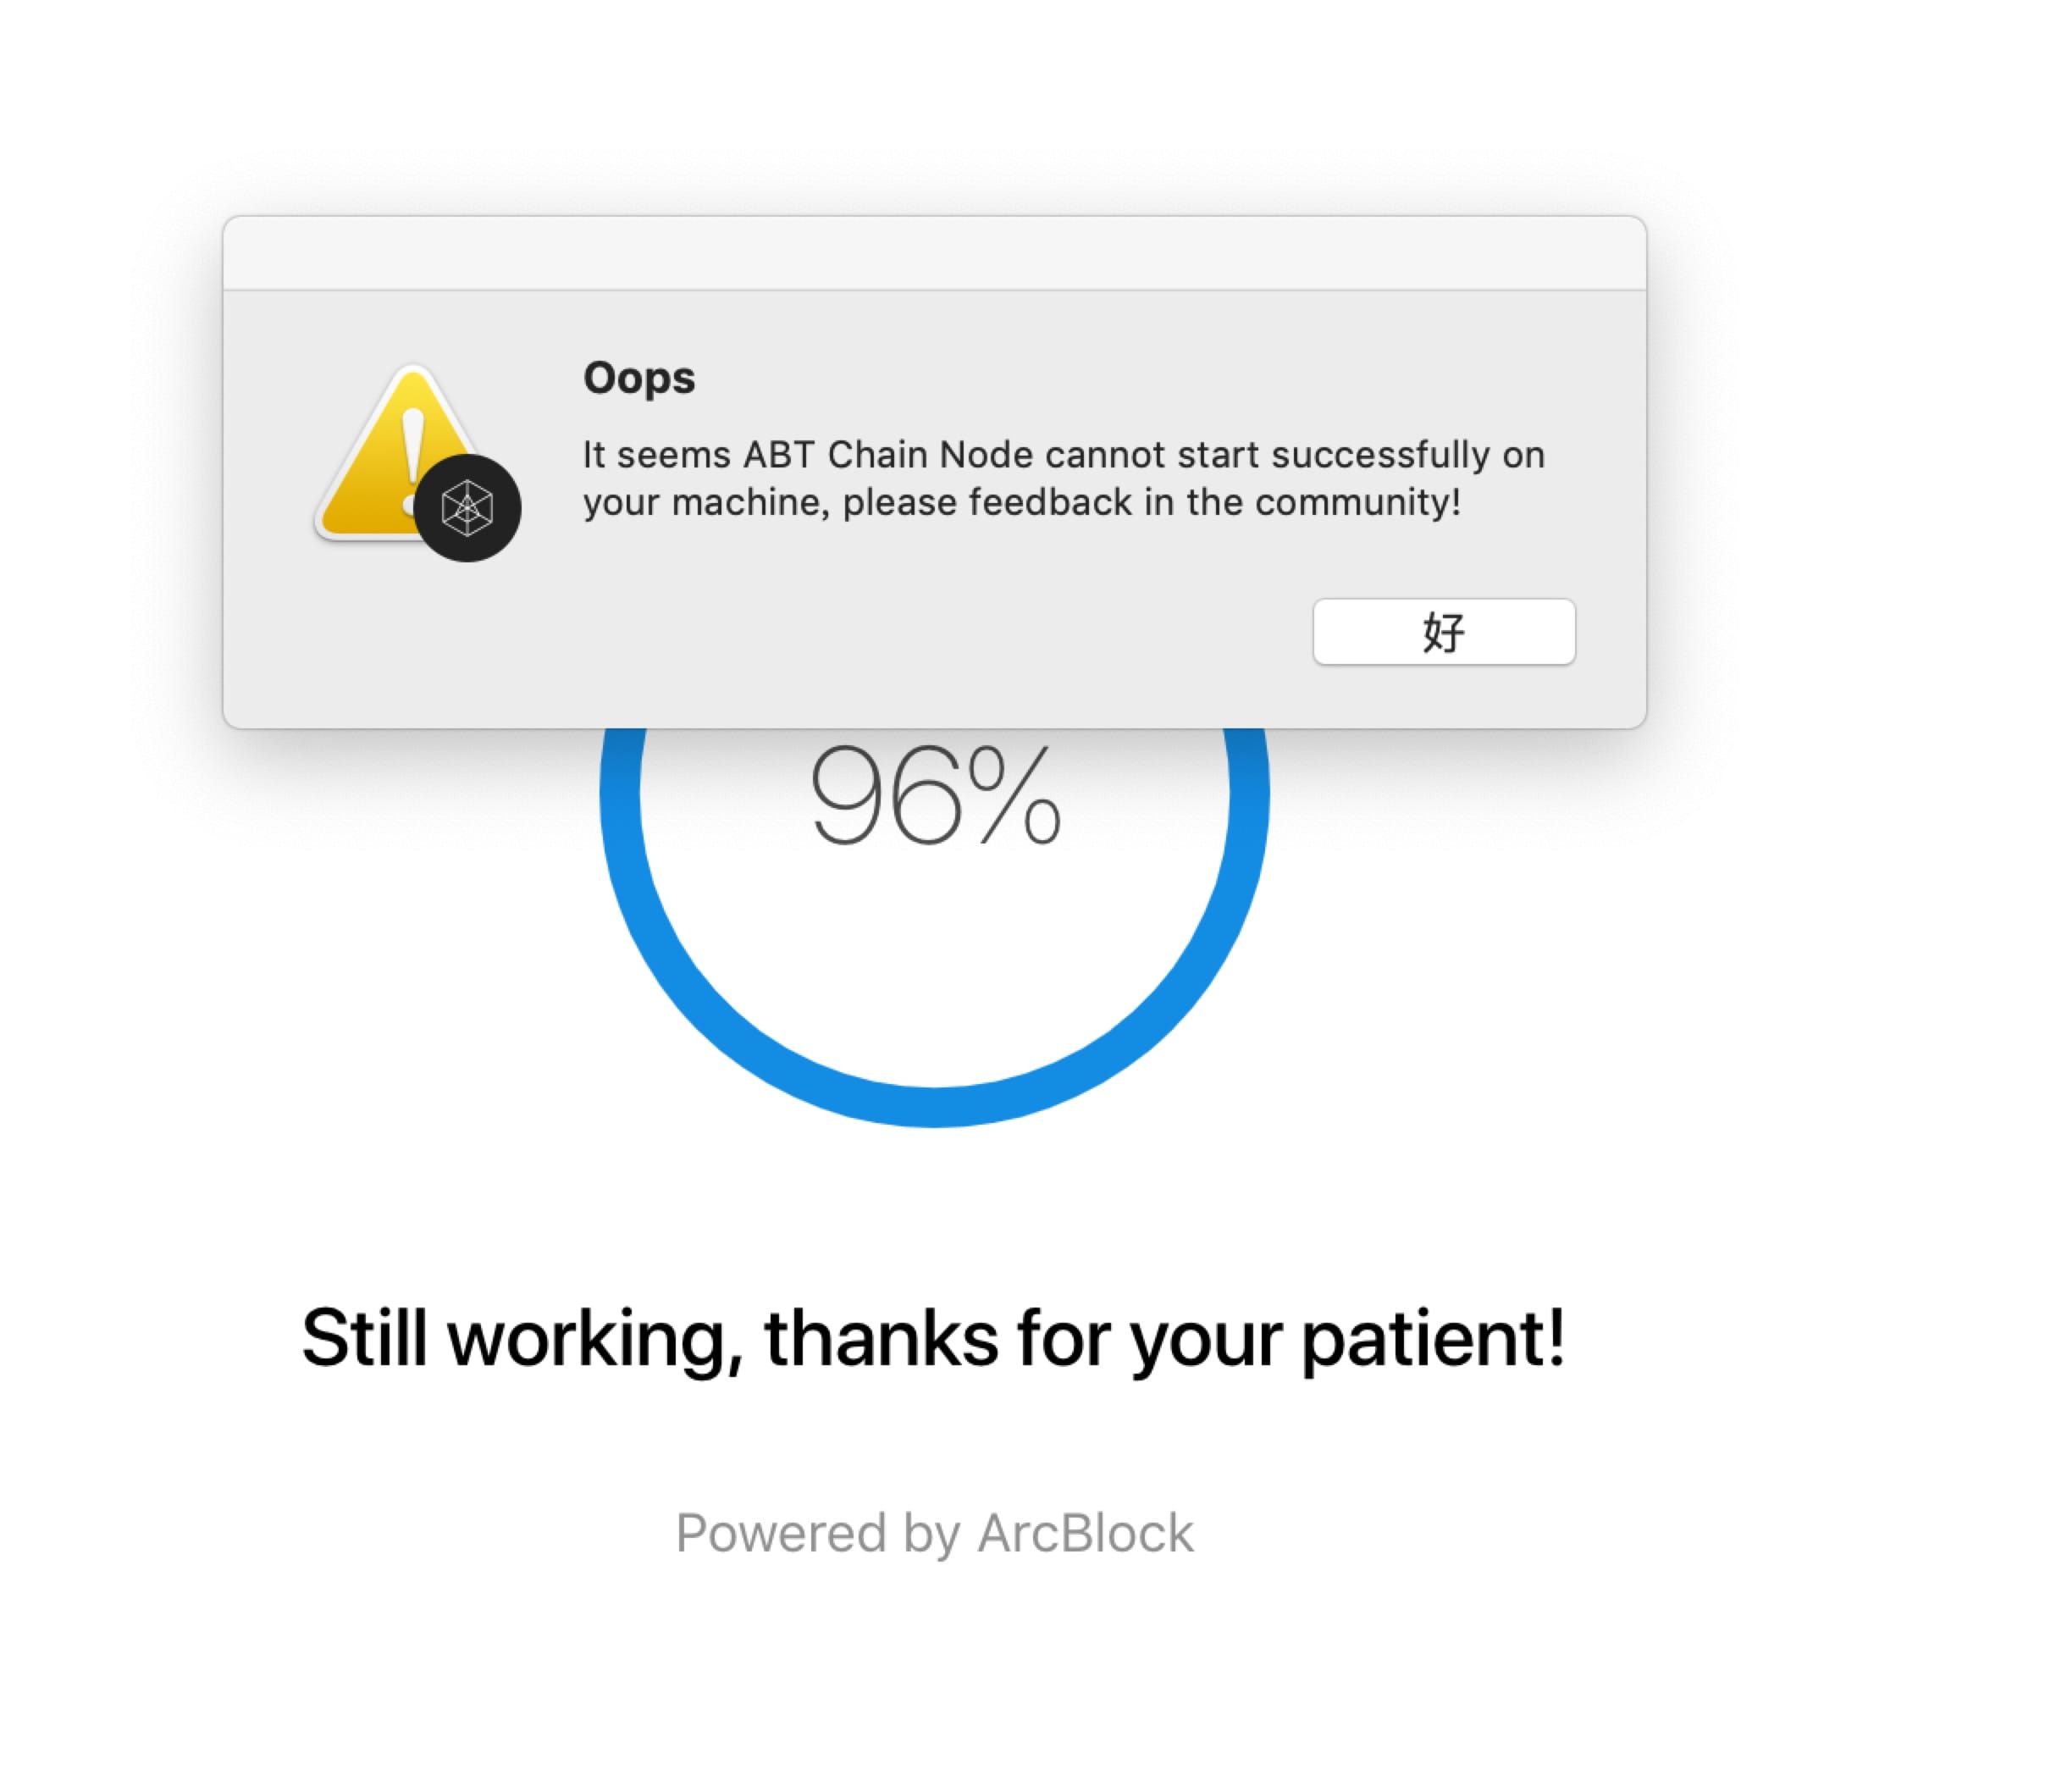 Oops
It seems ABT Chain Node cannot start successfully on
your machine, please feedback in the community!
好
96%
Still working, thanks for your patient!
Powered by ArcBlock